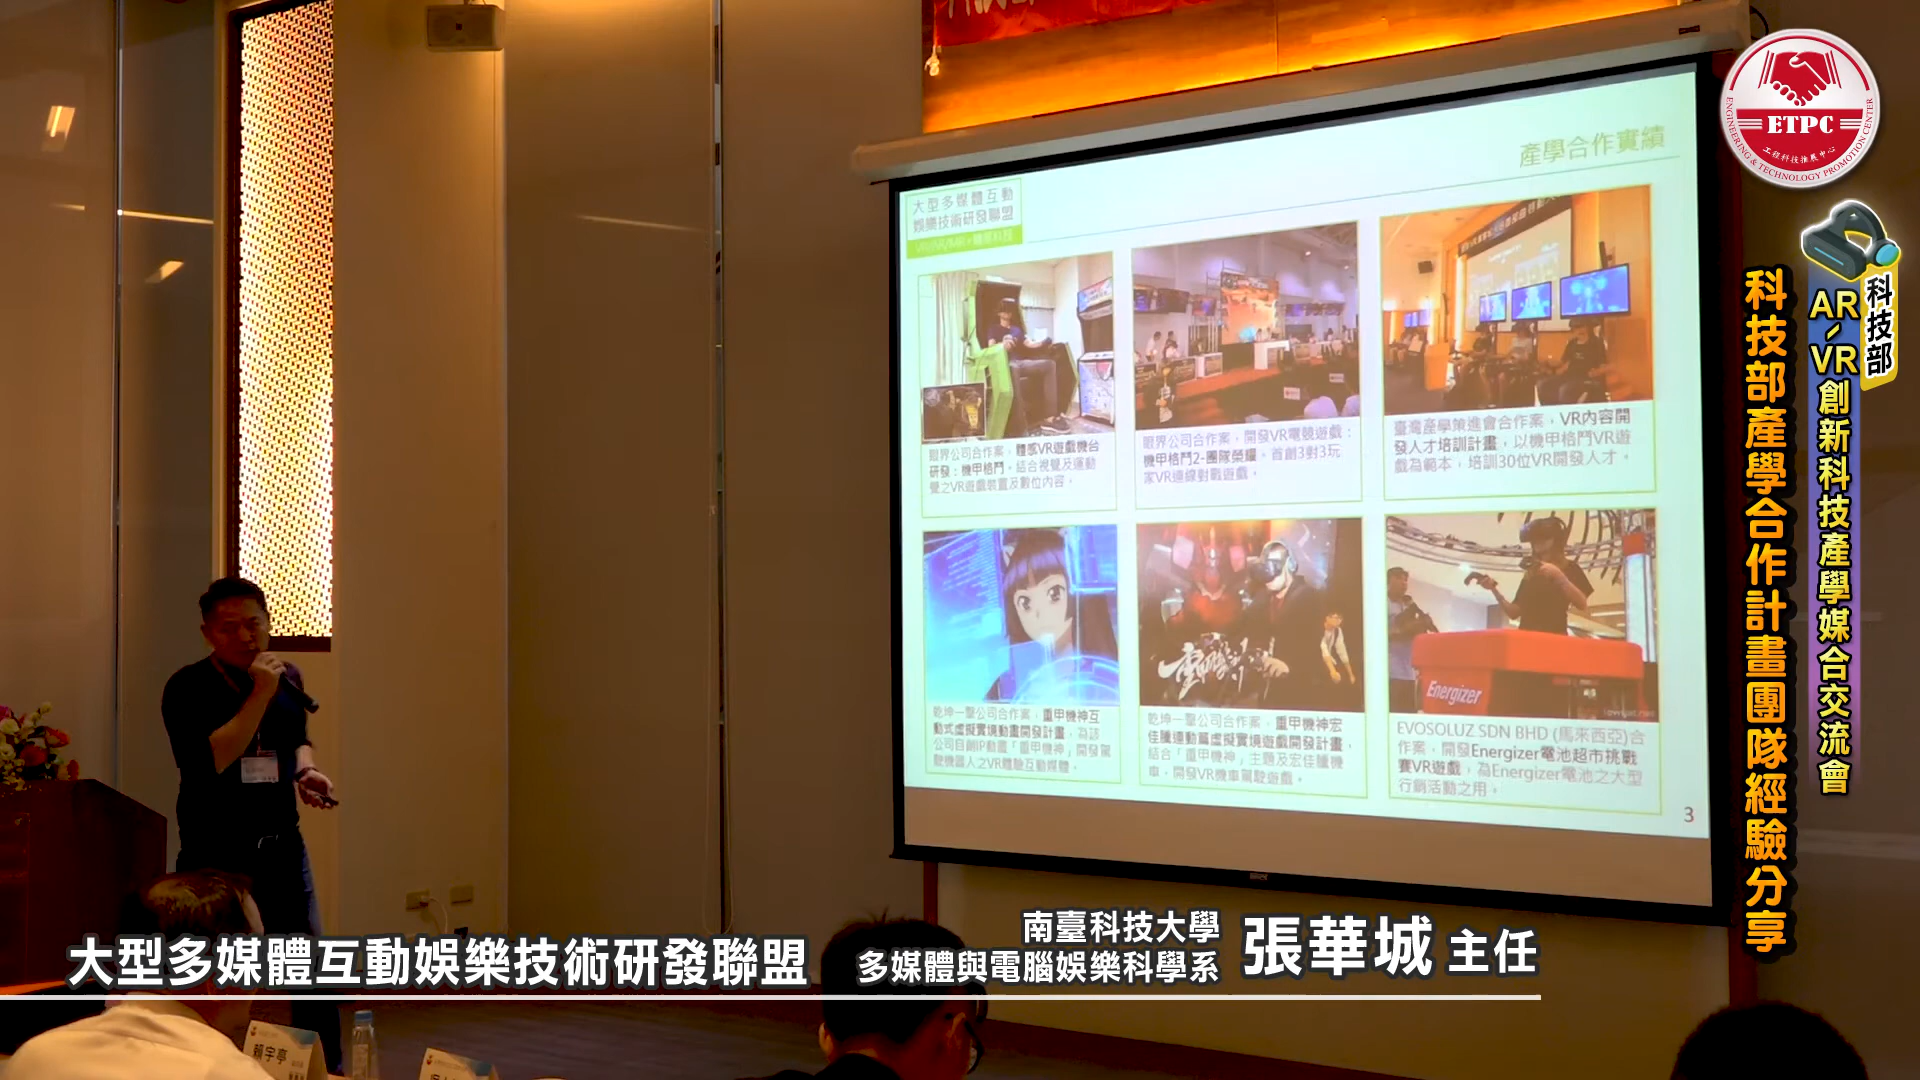 產學合作實績
大型多媒體互動
娛樂技術研發聯盟
眼界公司合作案，體感VR遊戲機台
研發：機甲格鬥。結合視覺及運動
覺之VR遊戲裝置及數位內容。
眼界公司合作案，開發VR電競遊戲：
機甲格鬥2-團隊榮耀。首創3對3玩
家VR連線對戰遊戲。
臺灣產學策進會合作案，VR內容開
發人才培訓計畫，以機甲格鬥VR遊
戲為範本，培訓30位VR開發人才。
Energizer
乾坤一擊公司合作案，重甲機神互
動式虛擬實境動畫開發計畫，為該
公司自創IP動畫「重甲機神」開發駕
駛機器人之VR體驗互動媒體。
乾坤一擊公司合作案，重甲機神宏
佳騰連動篇虛擬實境遊戲開發計畫，
結合「重甲機神」主題及宏佳騰機
車，開發VR機車駕駛遊戲。
EVOSOLUZ SDN BHD (馬來西亞)合
作案，開發Energizer電池超市挑戰
賽VR遊戲，為Energizer電池之大型
行銷活動之用。
3
ETPC
工程科技推展中心
ENGINEERING & TECHNOLOGY PROMOTION CENTER
科技部
AR、VR創新科技產學媒合交流會
科技部產學合作計畫團隊經驗分享
大型多媒體互動娛樂技術研發聯盟
南臺科技大學
多媒體與電腦娛樂科學系
張華城 主任
賴宇亭